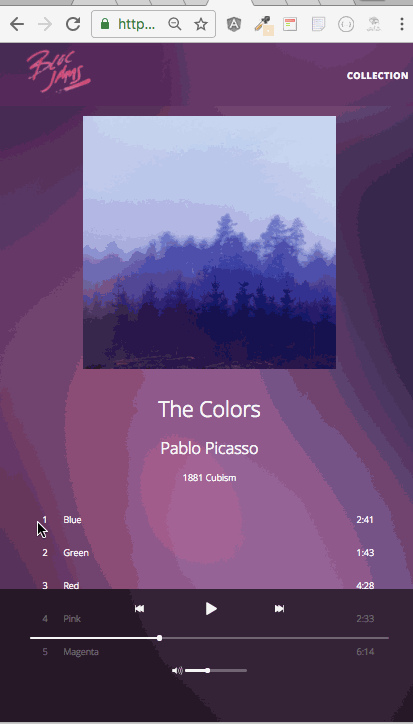 http...
BLOC
JAMS
COLLECTION
The Colors
Pablo Picasso
1881 Cubism
1 Blue 2:41
2 Green 1:43
3 Red 4:28
4 Pink 2:33
5 Magenta 6:14